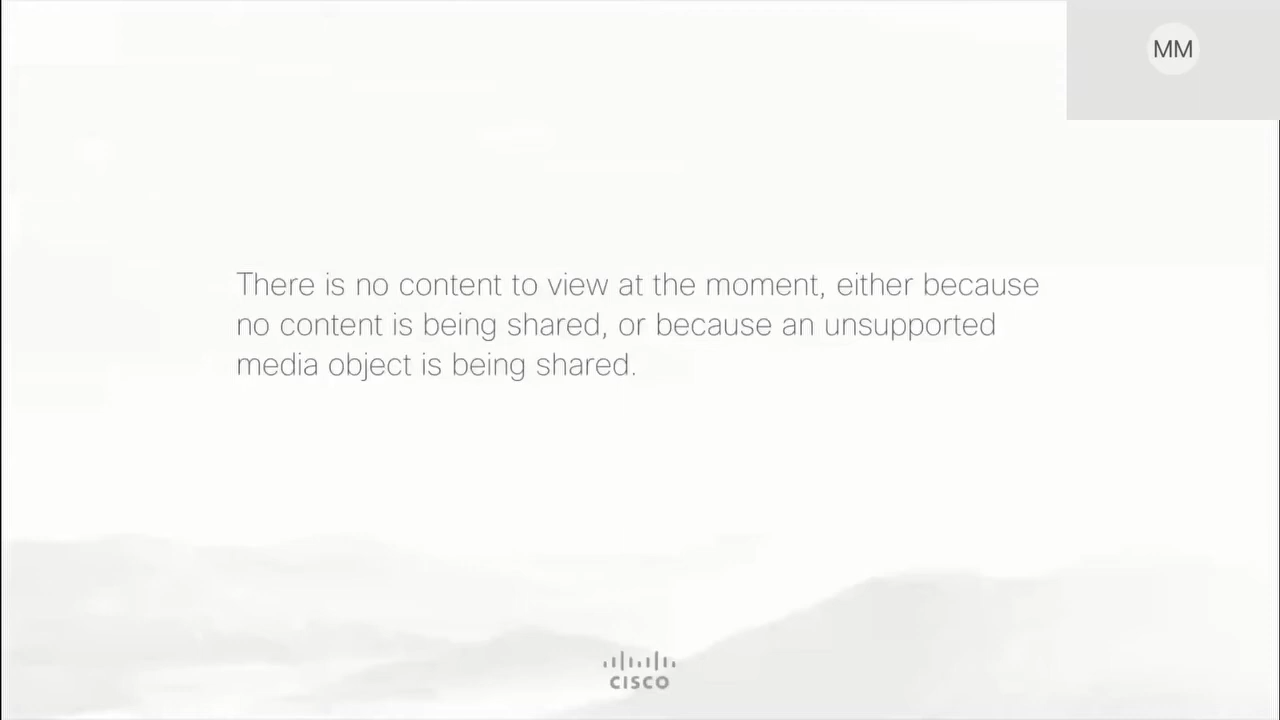 MM
There is no content to view at the moment, either because
no content is being shared, or because an unsupported
media object is being shared.
CISCO